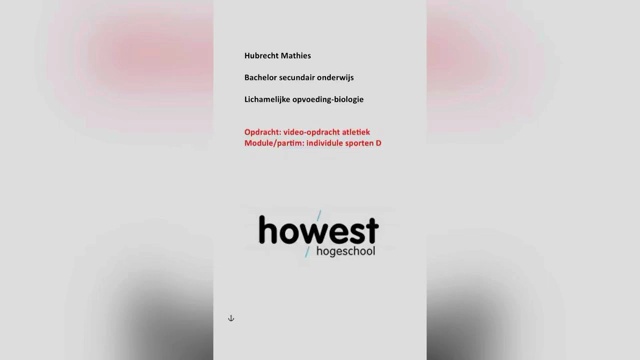 Hubrecht Mathies
Bachelor secundair onderwijs
Lichamelijke opvoeding-biologie
Opdracht: video-opdracht atletiek
Module/partim: individule sporten D
howest
hogeschool